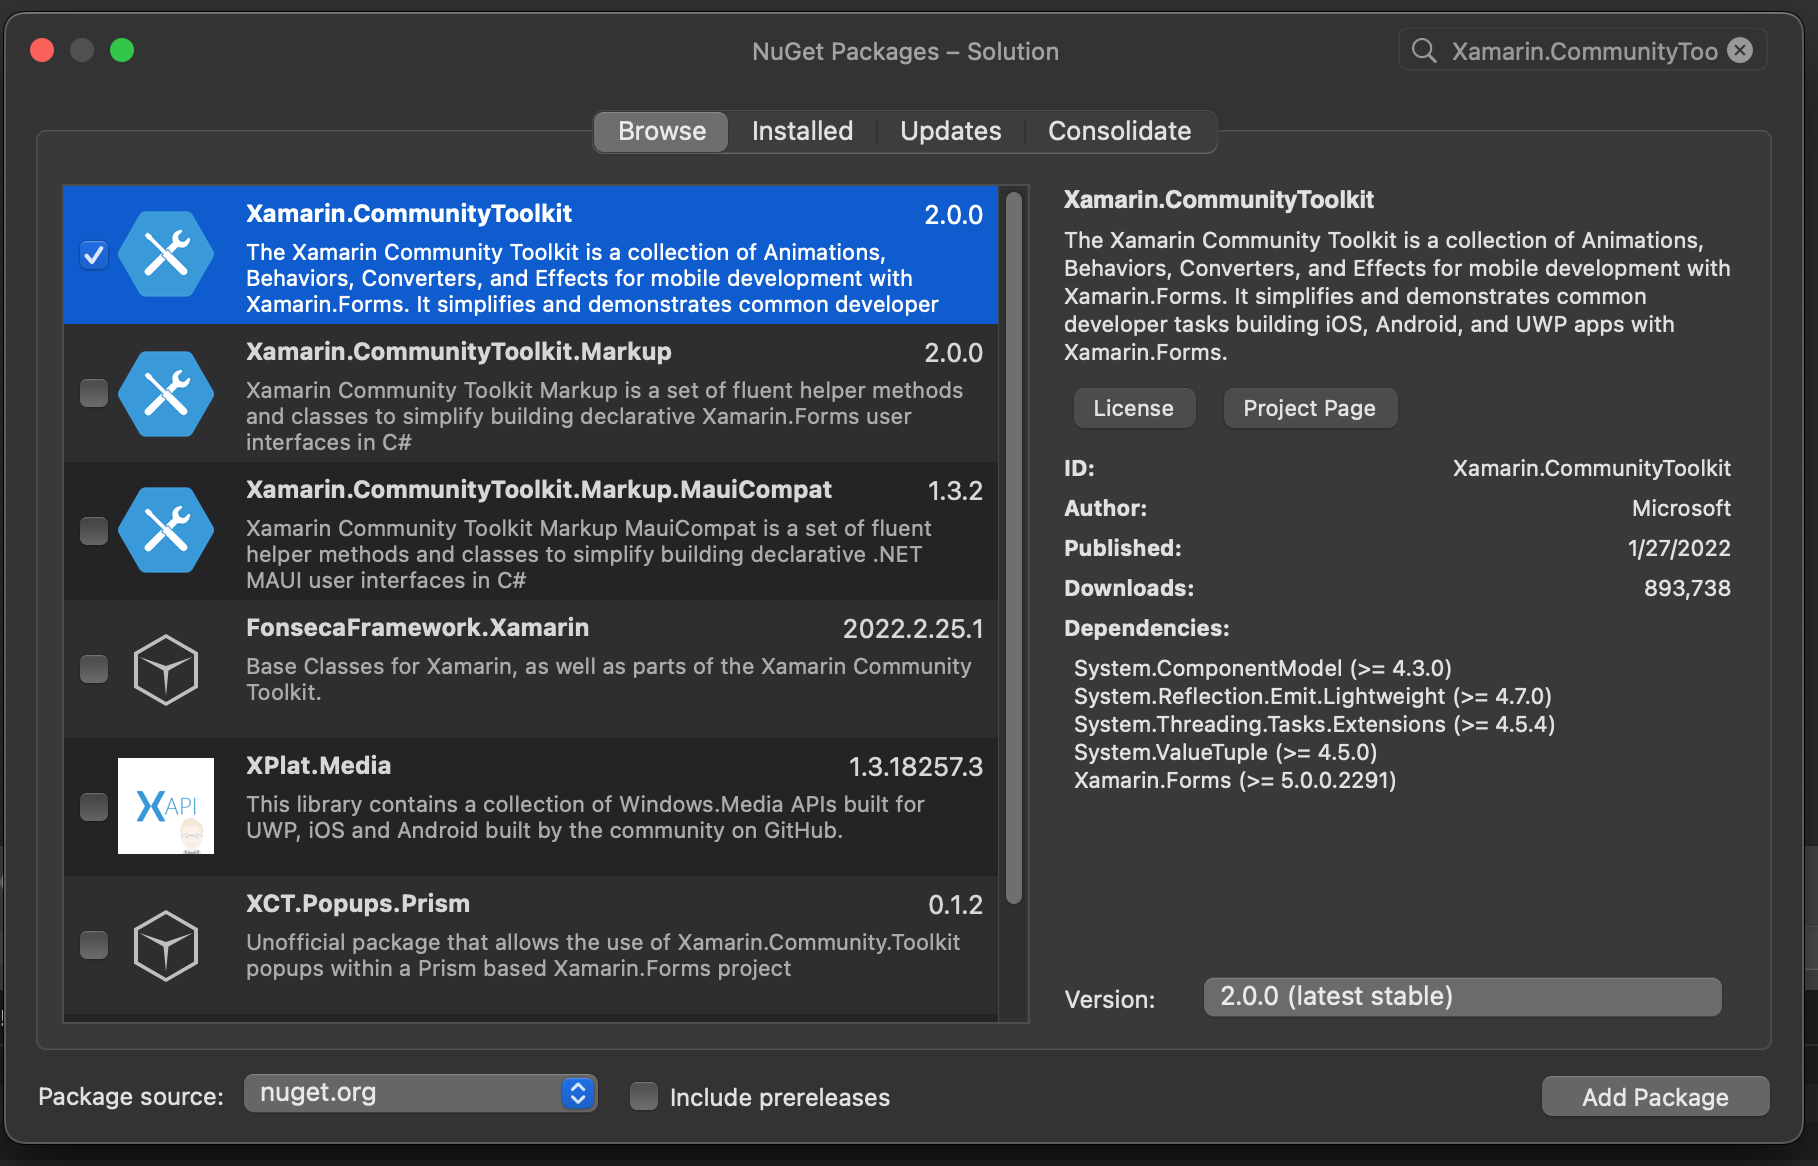 NuGet Packages – Solution
Xamarin.CommunityToo
Browse
Installed
Updates
Consolidate
Xamarin.CommunityToolkit
2.0.0
The Xamarin Community Toolkit is a collection of Animations,
Behaviors, Converters, and Effects for mobile development with
Xamarin.Forms. It simplifies and demonstrates common developer
Xamarin.CommunityToolkit.Markup
2.0.0
Xamarin Community Toolkit Markup is a set of fluent helper methods
and classes to simplify building declarative Xamarin.Forms user
interfaces in C#
Xamarin.CommunityToolkit.Markup.MauiCompat
1.3.2
Xamarin Community Toolkit Markup MauiCompat is a set of fluent
helper methods and classes to simplify building declarative .NET
MAUI user interfaces in C#
FonsecaFramework.Xamarin
2022.2.25.1
Base Classes for Xamarin, as well as parts of the Xamarin Community
Toolkit.
XAPI
XPlat.Media
1.3.18257.3
This library contains a collection of Windows.Media APIs built for
UWP, iOS and Android built by the community on GitHub.
XCT.Popups.Prism
0.1.2
Unofficial package that allows the use of Xamarin.Community.Toolkit
popups within a Prism based Xamarin.Forms project
Xamarin.CommunityToolkit
The Xamarin Community Toolkit is a collection of Animations,
Behaviors, Converters, and Effects for mobile development with
Xamarin.Forms. It simplifies and demonstrates common
developer tasks building iOS, Android, and UWP apps with
Xamarin.Forms.
License
Project Page
ID:
Xamarin.CommunityToolkit
Author:
Microsoft
Published:
1/27/2022
Downloads:
893,738
Dependencies:
System.ComponentModel (>= 4.3.0)
System.Reflection.Emit.Lightweight (>= 4.7.0)
System.Threading.Tasks.Extensions (>= 4.5.4)
System.ValueTuple (>= 4.5.0)
Xamarin.Forms (>= 5.0.0.2291)
Version:
2.0.0 (latest stable)
Package source:
nuget.org
Include prereleases
Add Package